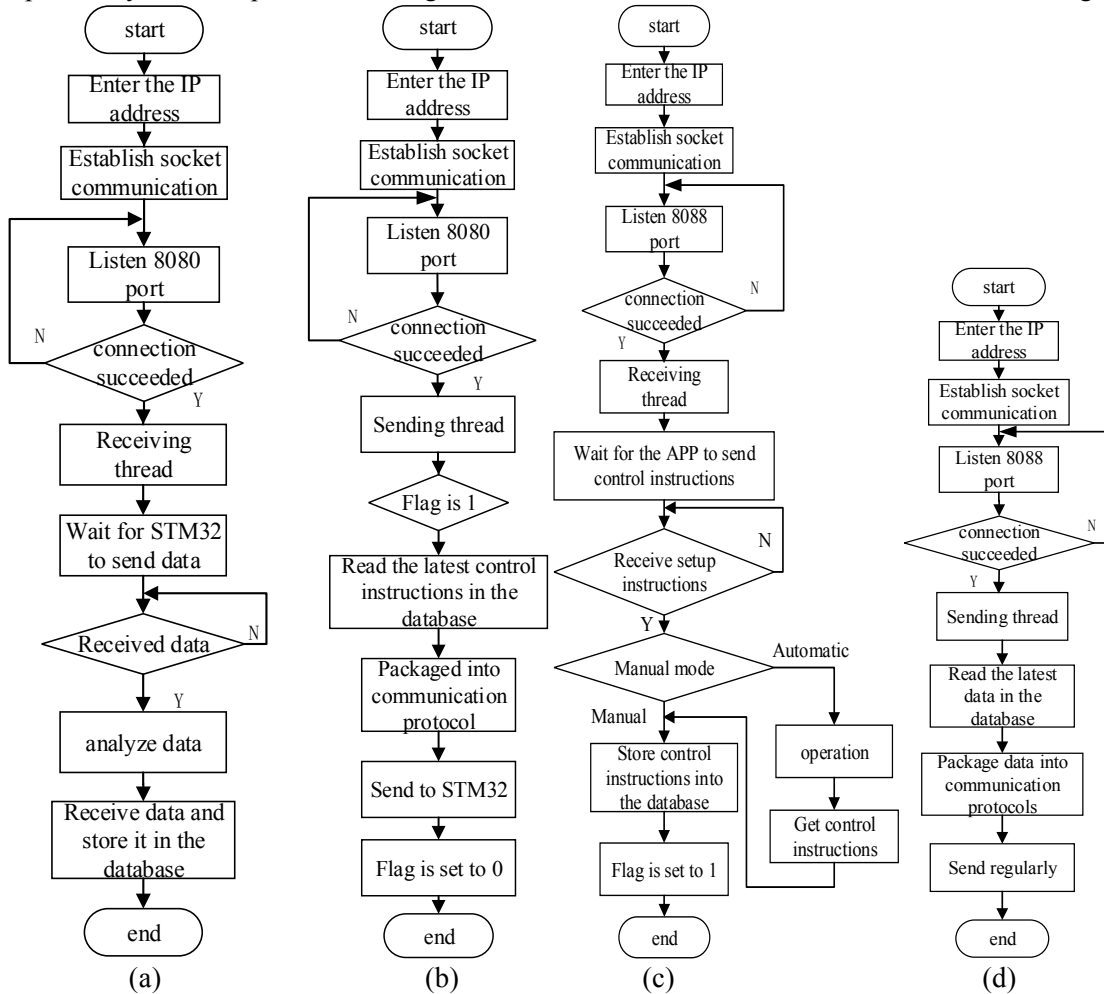 start
Enter the IP
address
Establish socket
communication
Listen 8080
port
N
connection
succeeded
Y
Receiving
thread
Wait for STM32
to send data
Received data
N
Y
analyze data
Receive data and
store it in the
database
end
(a)
start
Enter the IP
address
Establish socket
communication
Listen 8080
port
N
connection
succeeded
Y
Sending thread
Flag is 1
Read the latest control
instructions in the
database
Packaged into
communication
protocol
Send to STM32
Flag is set to 0
end
(b)
start
Enter the IP
address
Establish socket
communication
Listen 8088
port
connection
succeeded
N
Y
Receiving
thread
Wait for the APP to send
control instructions
Receive setup
instructions
N
Y
Manual mode
Automatic
Manual
operation
Store control
instructions into
the database
Get control
instructions
Flag is set to 1
end
(c)
start
Enter the IP
address
Establish socket
communication
Listen 8088
port
connection
succeeded
N
Y
Sending thread
Read the latest
data in the
database
Package data into
communication
protocols
Send regularly
end
(d)